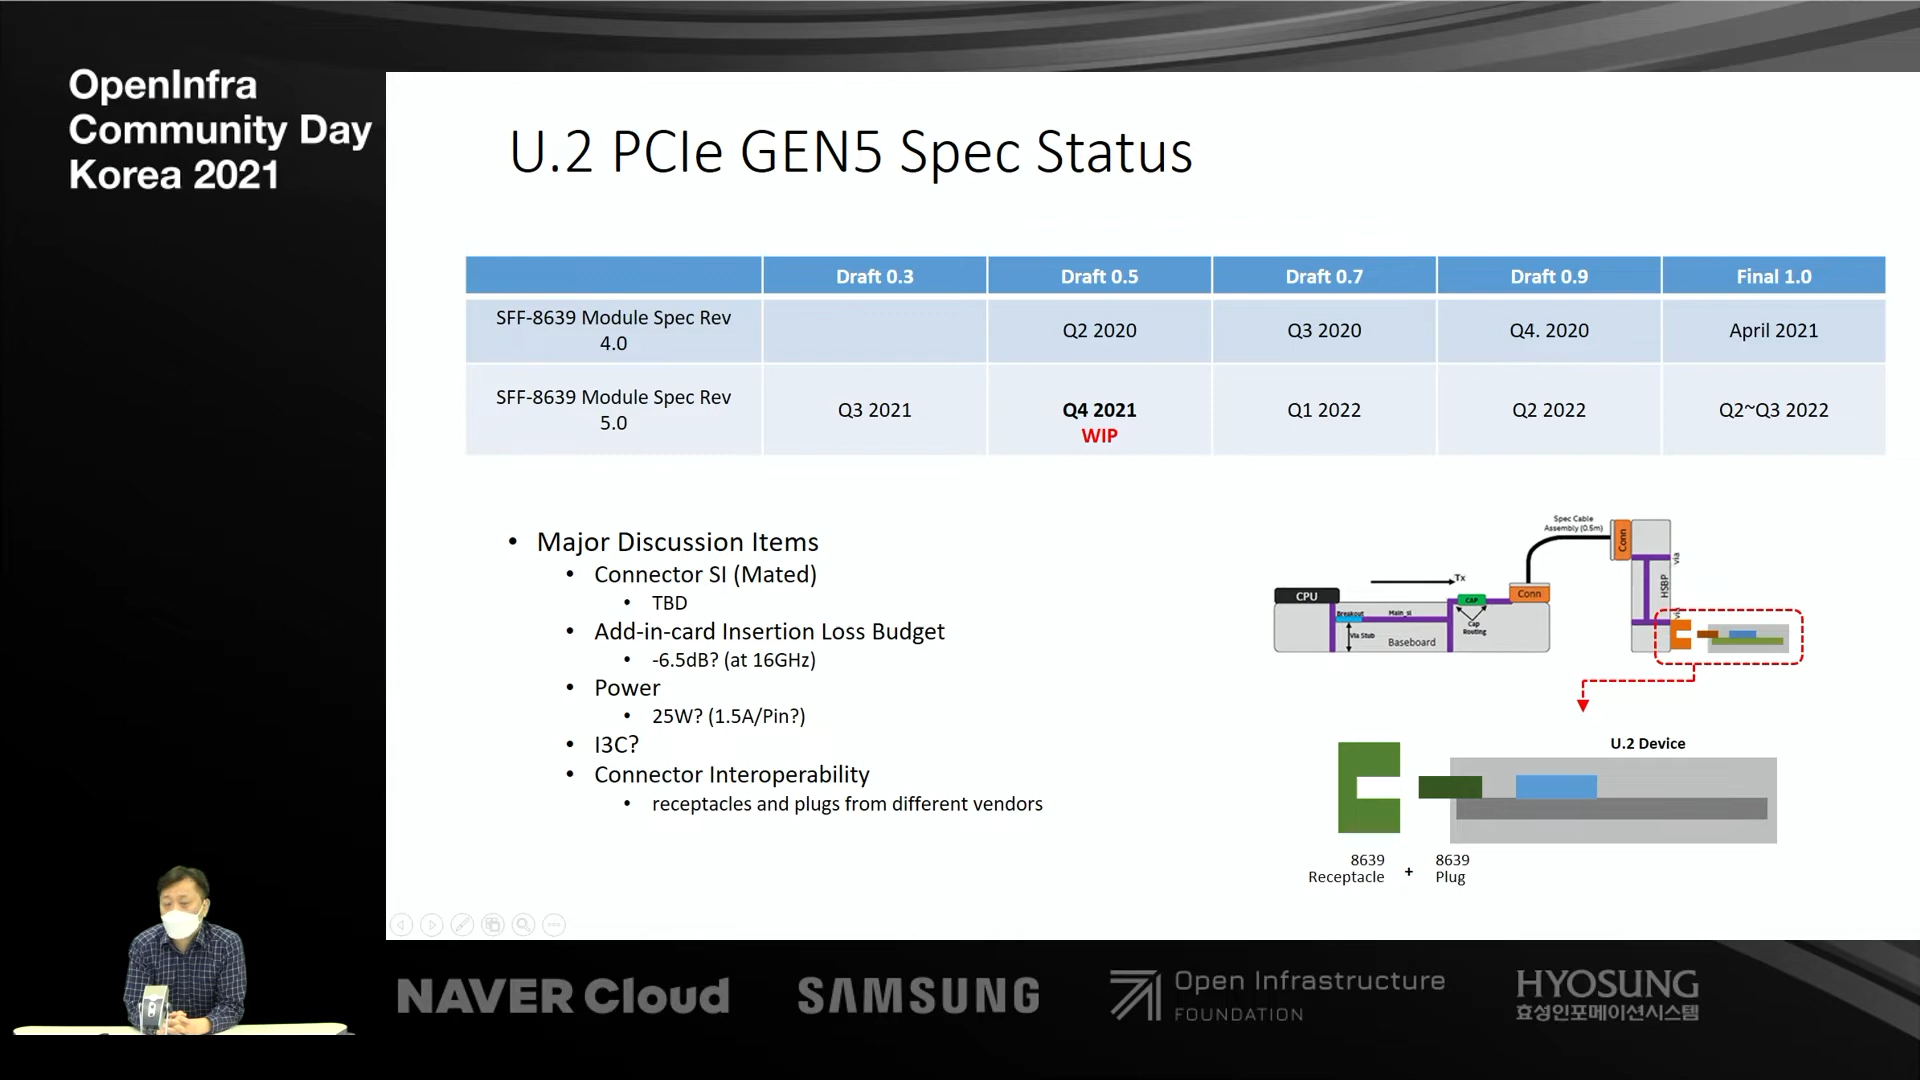 OpenInfra
Community Day
Korea 2021
U.2 PCIe GEN5 Spec Status
Draft 0.3 Draft 0.5 Draft 0.7 Draft 0.9 Final 1.0
SFF-8639 Module Spec Rev
4.0
Q2 2020 Q3 2020 Q4. 2020 April 2021
SFF-8639 Module Spec Rev
5.0
Q3 2021 Q4 2021 Q1 2022 Q2 2022 Q2~Q3 2022
WIP
• Major Discussion Items
• Connector SI (Mated)
• TBD
• Add-in-card Insertion Loss Budget
• -6.5dB? (at 16GHz)
• Power
• 25W? (1.5A/Pin?)
• I3C?
• Connector Interoperability
• receptacles and plugs from different vendors
Spec Cable
Assembly (0.5m)
Conn
via
HSBP
via
Tx
CPU
CAP
Conn
Breakout
Main_sl
Cap
Routing
Via Stub
Baseboard
U.2 Device
8639
Receptacle
+
8639
Plug
NAVER Cloud
SAMSUNG
Open Infrastructure
FOUNDATION
HYOSUNG
효성인포메이션시스템